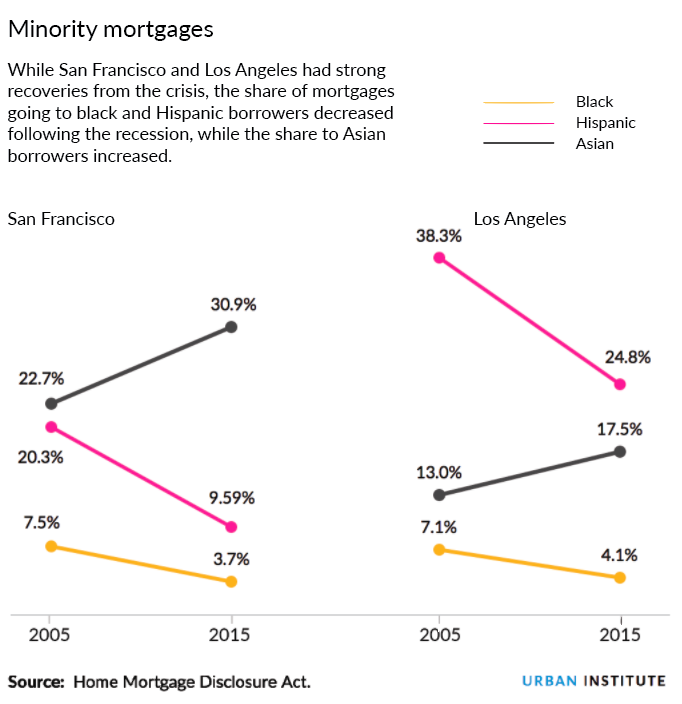 Minority mortgages
While San Francisco and Los Angeles had strong
recoveries from the crisis, the share of mortgages
going to black and Hispanic borrowers decreased
following the recession, while the share to Asian
borrowers increased.
Black
Hispanic
Asian
San Francisco
22.7%
30.9%
20.3%
9.59%
7.5%
3.7%
2005
2015
Los Angeles
38.3%
24.8%
17.5%
13.0%
7.1%
4.1%
2005
2015
Source: Home Mortgage Disclosure Act.
URBAN INSTITUTE